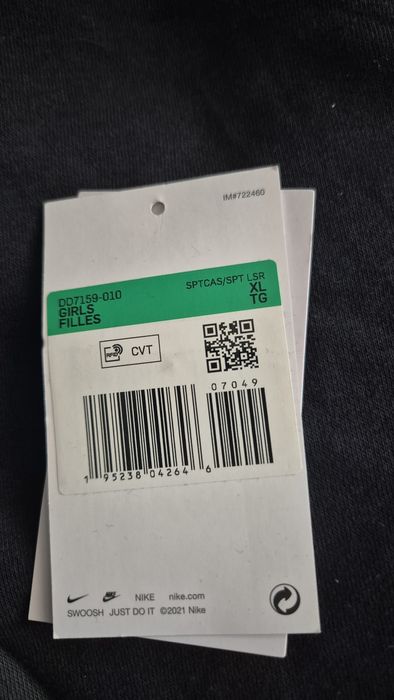 IM#722460
DD7159-010 SPTCAS/SPT LSR
GIRLS XL
FILLES TG
RFID CVT
07049
1 95238 04264 6
NIKE nike.com
SWOOSH JUST DO IT ©2021 Nike